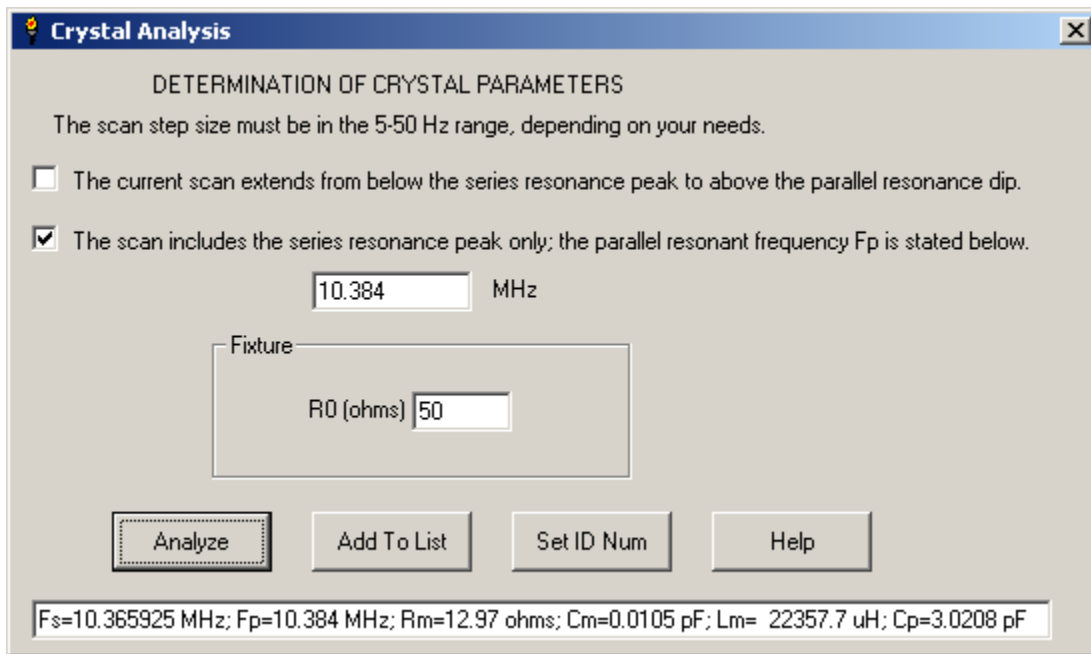 Crystal Analysis
DETERMINATION OF CRYSTAL PARAMETERS
The scan step size must be in the 5-50 Hz range, depending on your needs.
The current scan extends from below the series resonance peak to above the parallel resonance dip.
The scan includes the series resonance peak only; the parallel resonant frequency Fp is stated below.
10.384 MHz
Fixture
R0 (ohms) 50
Analyze Add To List Set ID Num Help
Fs=10.365925 MHz; Fp=10.384 MHz; Rm=12.97 ohms; Cm=0.0105 pF; Lm=  22357.7 uH; Cp=3.0208 pF